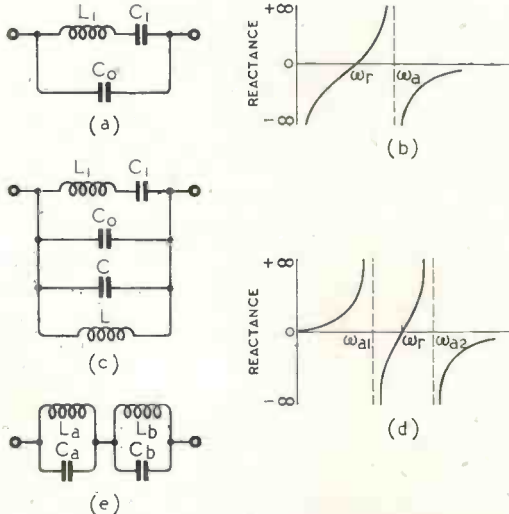 L₁ C₁
C₀
(a)
REACTANCE
+∞
0
-∞
ωr ωa
(b)
L₁ C₁
C₀
C
L
(c)
REACTANCE
+∞
0
-∞
ωa1 ωr ωa2
(d)
La Lb
Ca Cb
(e)